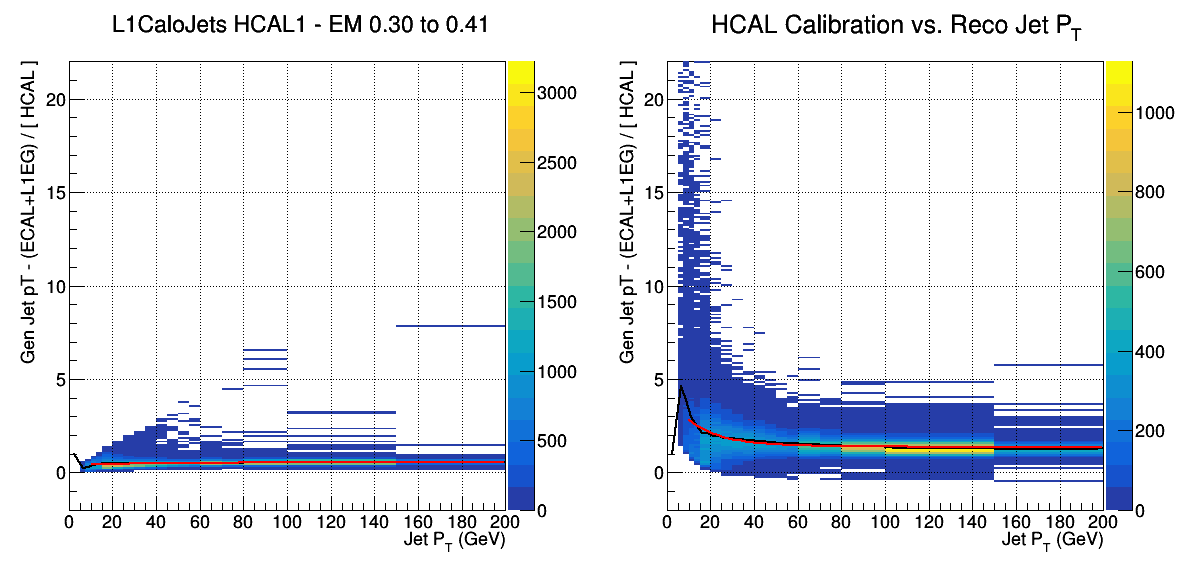 L1CaloJets HCAL1 - EM 0.30 to 0.41
Gen Jet pT - (ECAL+L1EG) / [ HCAL ]
20
15
10
5
0
0 20 40 60 80 100 120 140 160 180 200
Jet P_T (GeV)
3000
2500
2000
1500
1000
500
0
HCAL Calibration vs. Reco Jet P_T
Gen Jet pT - (ECAL+L1EG) / [ HCAL ]
20
15
10
5
0
0 20 40 60 80 100 120 140 160 180 200
Jet P_T (GeV)
1000
800
600
400
200
0